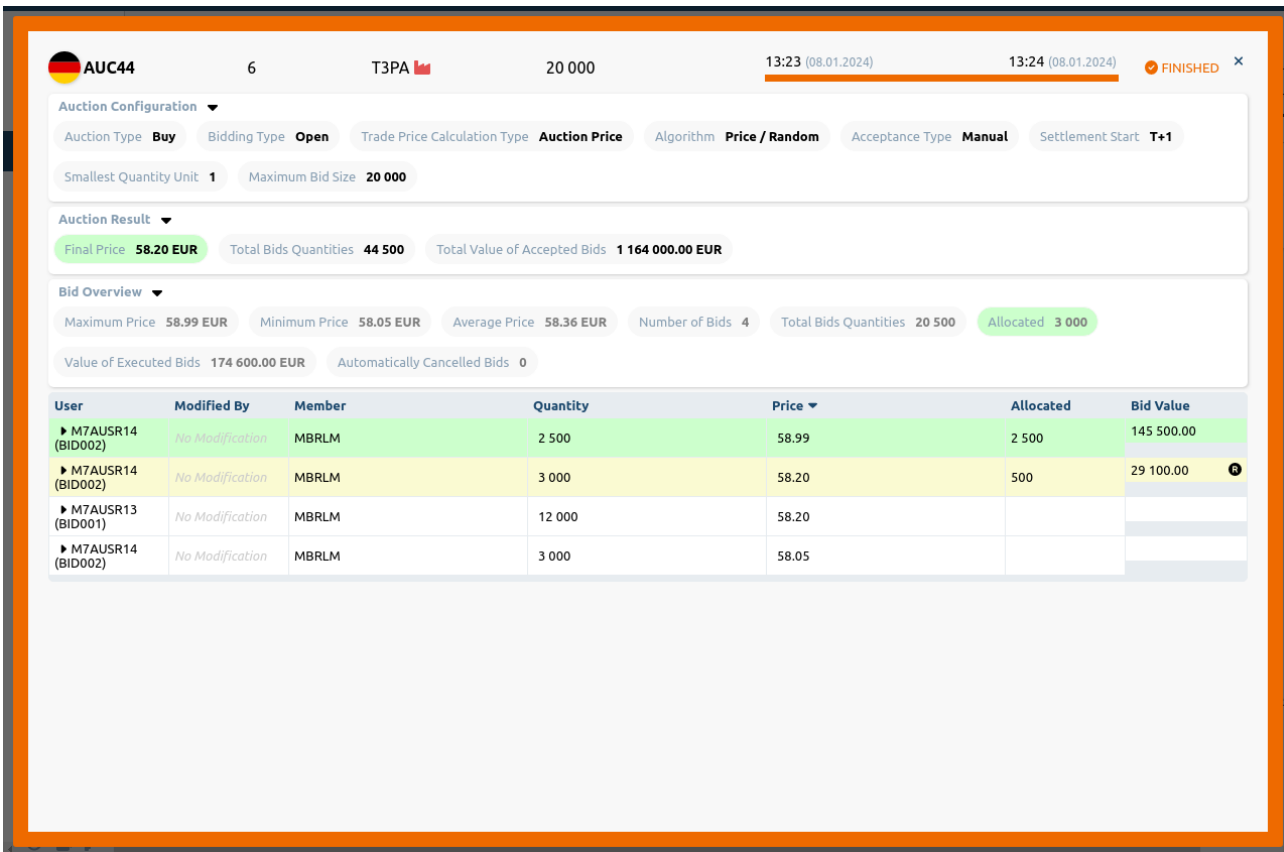 AUC44 6 T3PA 20 000 13:23 (08.01.2024) 13:24 (08.01.2024) FINISHED ×
Auction Configuration
Auction Type Buy Bidding Type Open Trade Price Calculation Type Auction Price Algorithm Price / Random Acceptance Type Manual Settlement Start T+1
Smallest Quantity Unit 1 Maximum Bid Size 20 000
Auction Result
Final Price 58.20 EUR Total Bids Quantities 44 500 Total Value of Accepted Bids 1 164 000.00 EUR
Bid Overview
Maximum Price 58.99 EUR Minimum Price 58.05 EUR Average Price 58.36 EUR Number of Bids 4 Total Bids Quantities 20 500 Allocated 3 000
Value of Executed Bids 174 600.00 EUR Automatically Cancelled Bids 0
User Modified By Member Quantity Price Allocated Bid Value
M7AUSR14 (BID002) No Modification MBRLM 2 500 58.99 2 500 145 500.00
M7AUSR14 (BID002) No Modification MBRLM 3 000 58.20 500 29 100.00 R
M7AUSR13 (BID001) No Modification MBRLM 12 000 58.20
M7AUSR14 (BID002) No Modification MBRLM 3 000 58.05